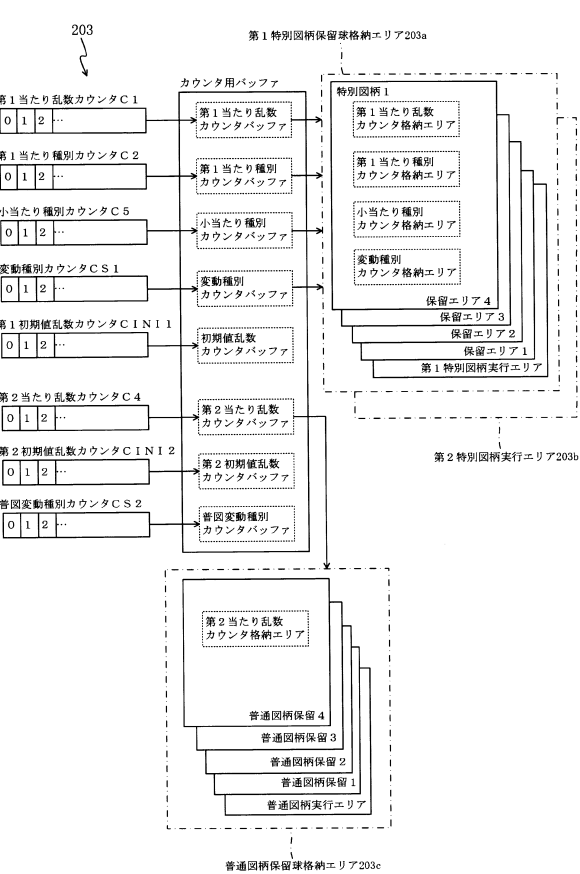 203
第1特別図柄保留球格納エリア203a
カウンタ用バッファ
第1当たり乱数カウンタC1
0 1 2 …
第1当たり乱数
カウンタバッファ
第1当たり種別カウンタC2
0 1 2 …
第1当たり種別
カウンタバッファ
小当たり種別カウンタC5
0 1 2 …
小当たり種別
カウンタバッファ
変動種別カウンタCS1
0 1 2 …
変動種別
カウンタバッファ
第1初期値乱数カウンタCINI1
0 1 2 …
初期値乱数
カウンタバッファ
第2当たり乱数カウンタC4
0 1 2 …
第2当たり乱数
カウンタバッファ
第2初期値乱数カウンタCINI2
0 1 2 …
第2初期値乱数
カウンタバッファ
普図変動種別カウンタCS2
0 1 2 …
普図変動種別
カウンタバッファ
特別図柄1
第1当たり乱数
カウンタ格納エリア
第1当たり種別
カウンタ格納エリア
小当たり種別
カウンタ格納エリア
変動種別
カウンタ格納エリア
保留エリア4
保留エリア3
保留エリア2
保留エリア1
第1特別図柄実行エリア
第2特別図柄実行エリア203b
第2当たり乱数
カウンタ格納エリア
普通図柄保留4
普通図柄保留3
普通図柄保留2
普通図柄保留1
普通図柄実行エリア
普通図柄保留球格納エリア203c